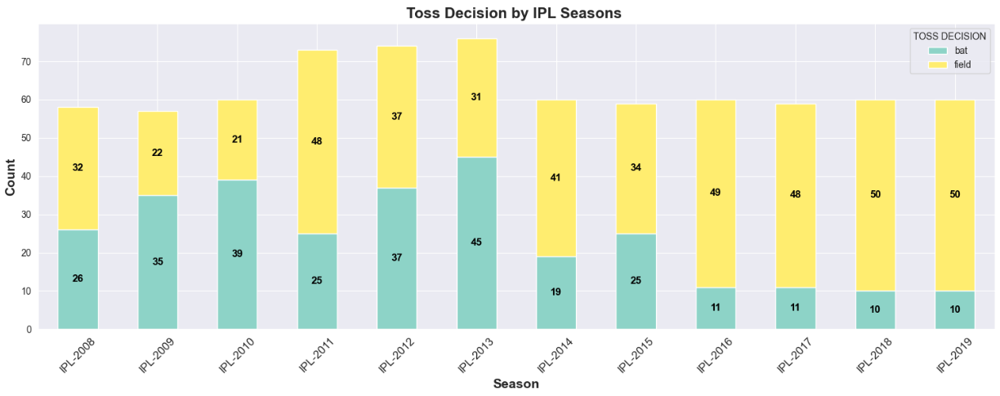 Toss Decision by IPL Seasons
TOSS DECISION
bat
field
Count
70
60
50
40
30
20
10
0
32
22
21
48
37
31
41
34
49
48
50
50
26
35
39
25
37
45
19
25
11
11
10
10
IPL-2008
IPL-2009
IPL-2010
IPL-2011
IPL-2012
IPL-2013
IPL-2014
IPL-2015
IPL-2016
IPL-2017
IPL-2018
IPL-2019
Season